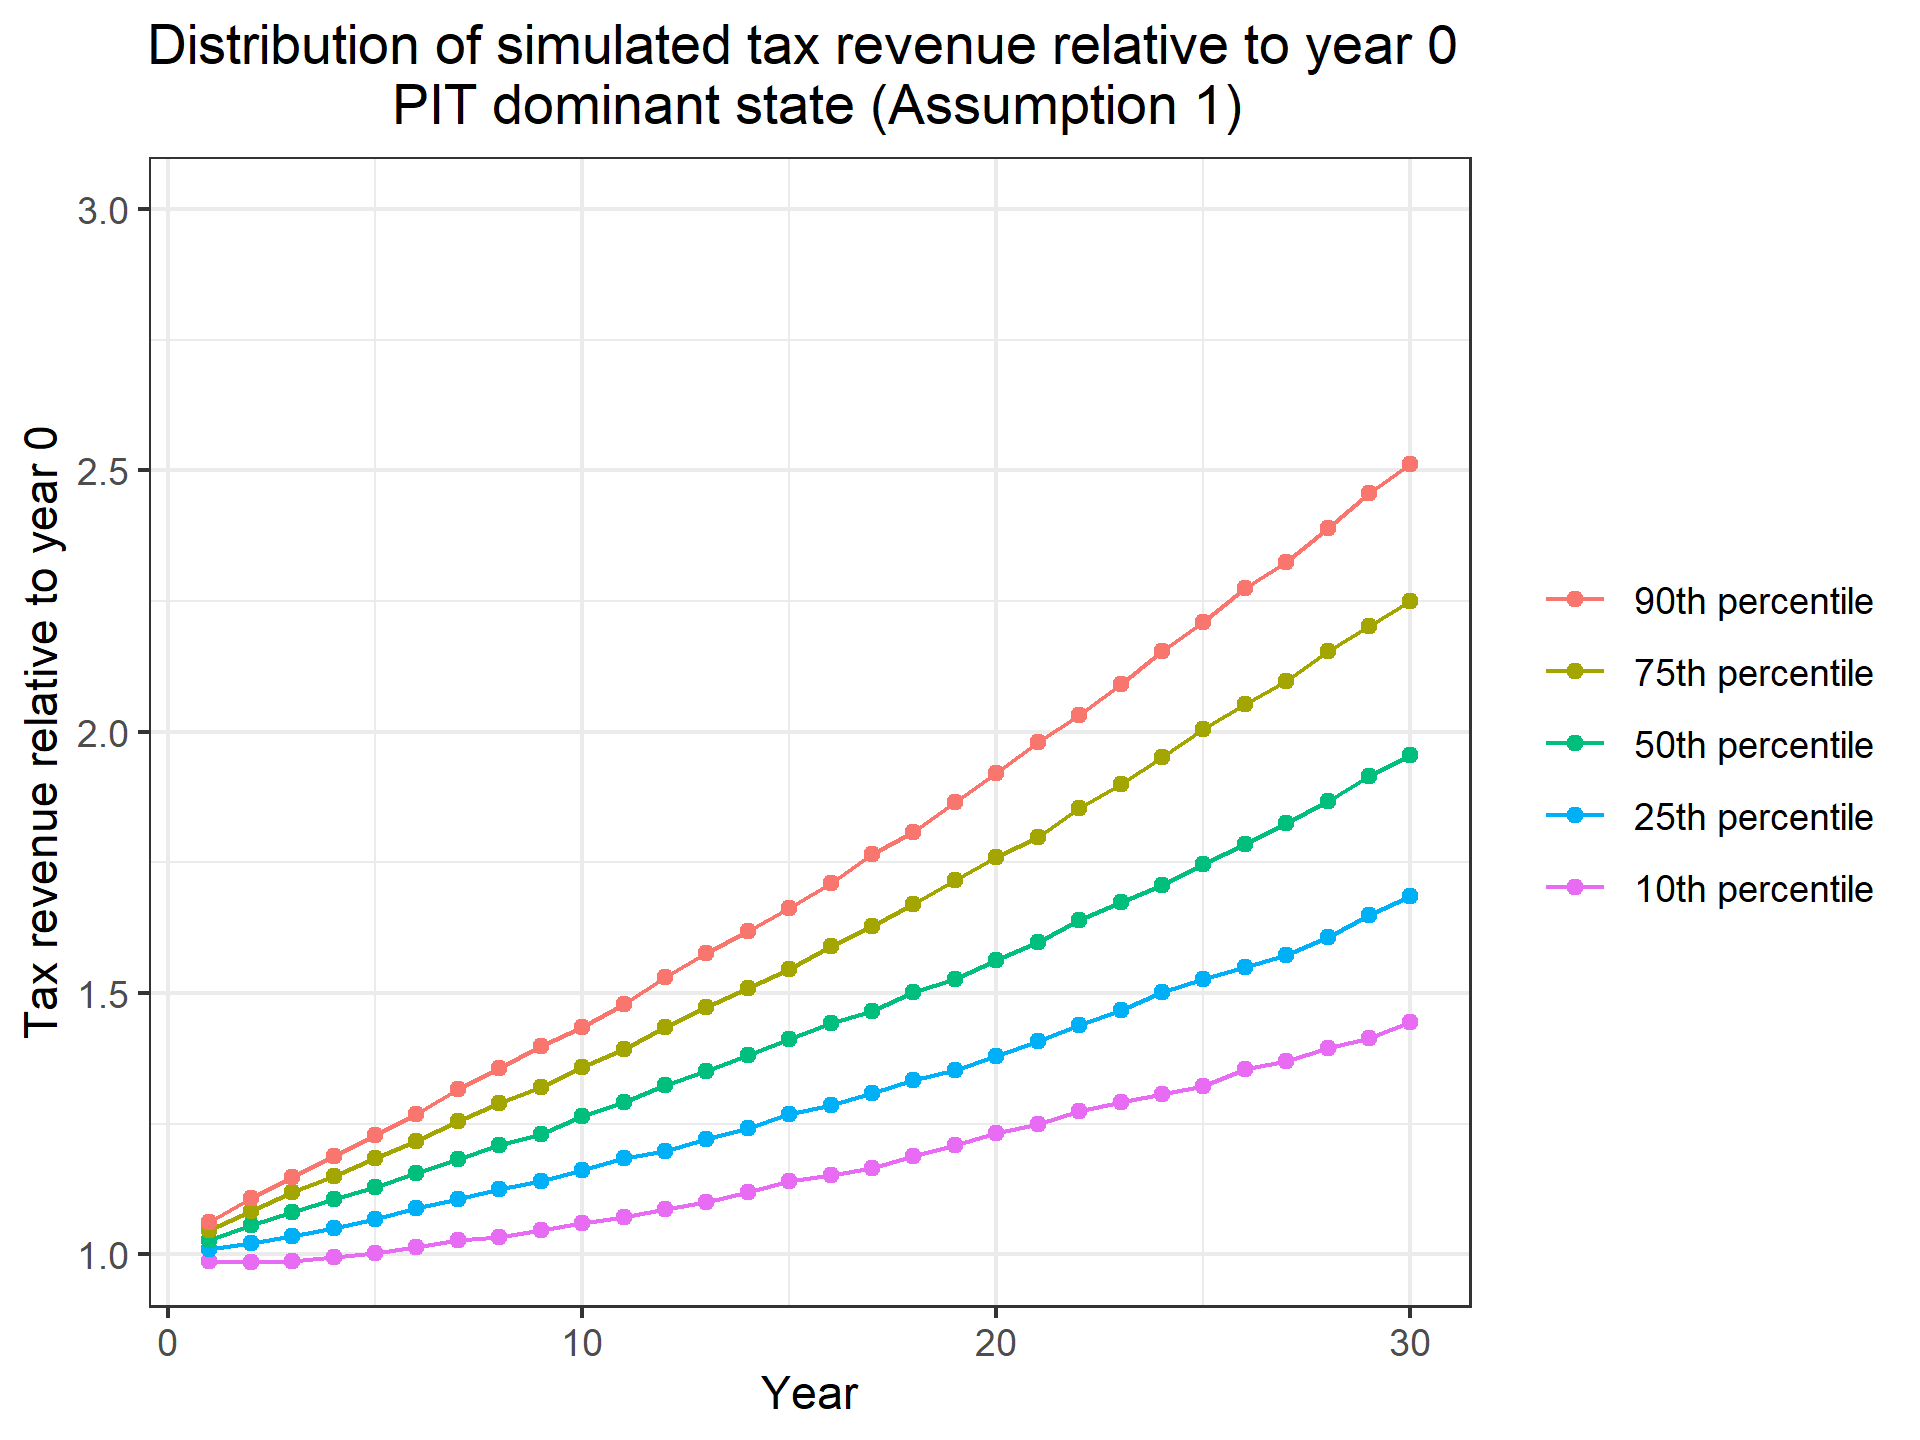 Distribution of simulated tax revenue relative to year 0
PIT dominant state (Assumption 1)
Tax revenue relative to year 0
3.0
2.5
2.0
1.5
1.0
0
10
20
30
Year
90th percentile
75th percentile
50th percentile
25th percentile
10th percentile